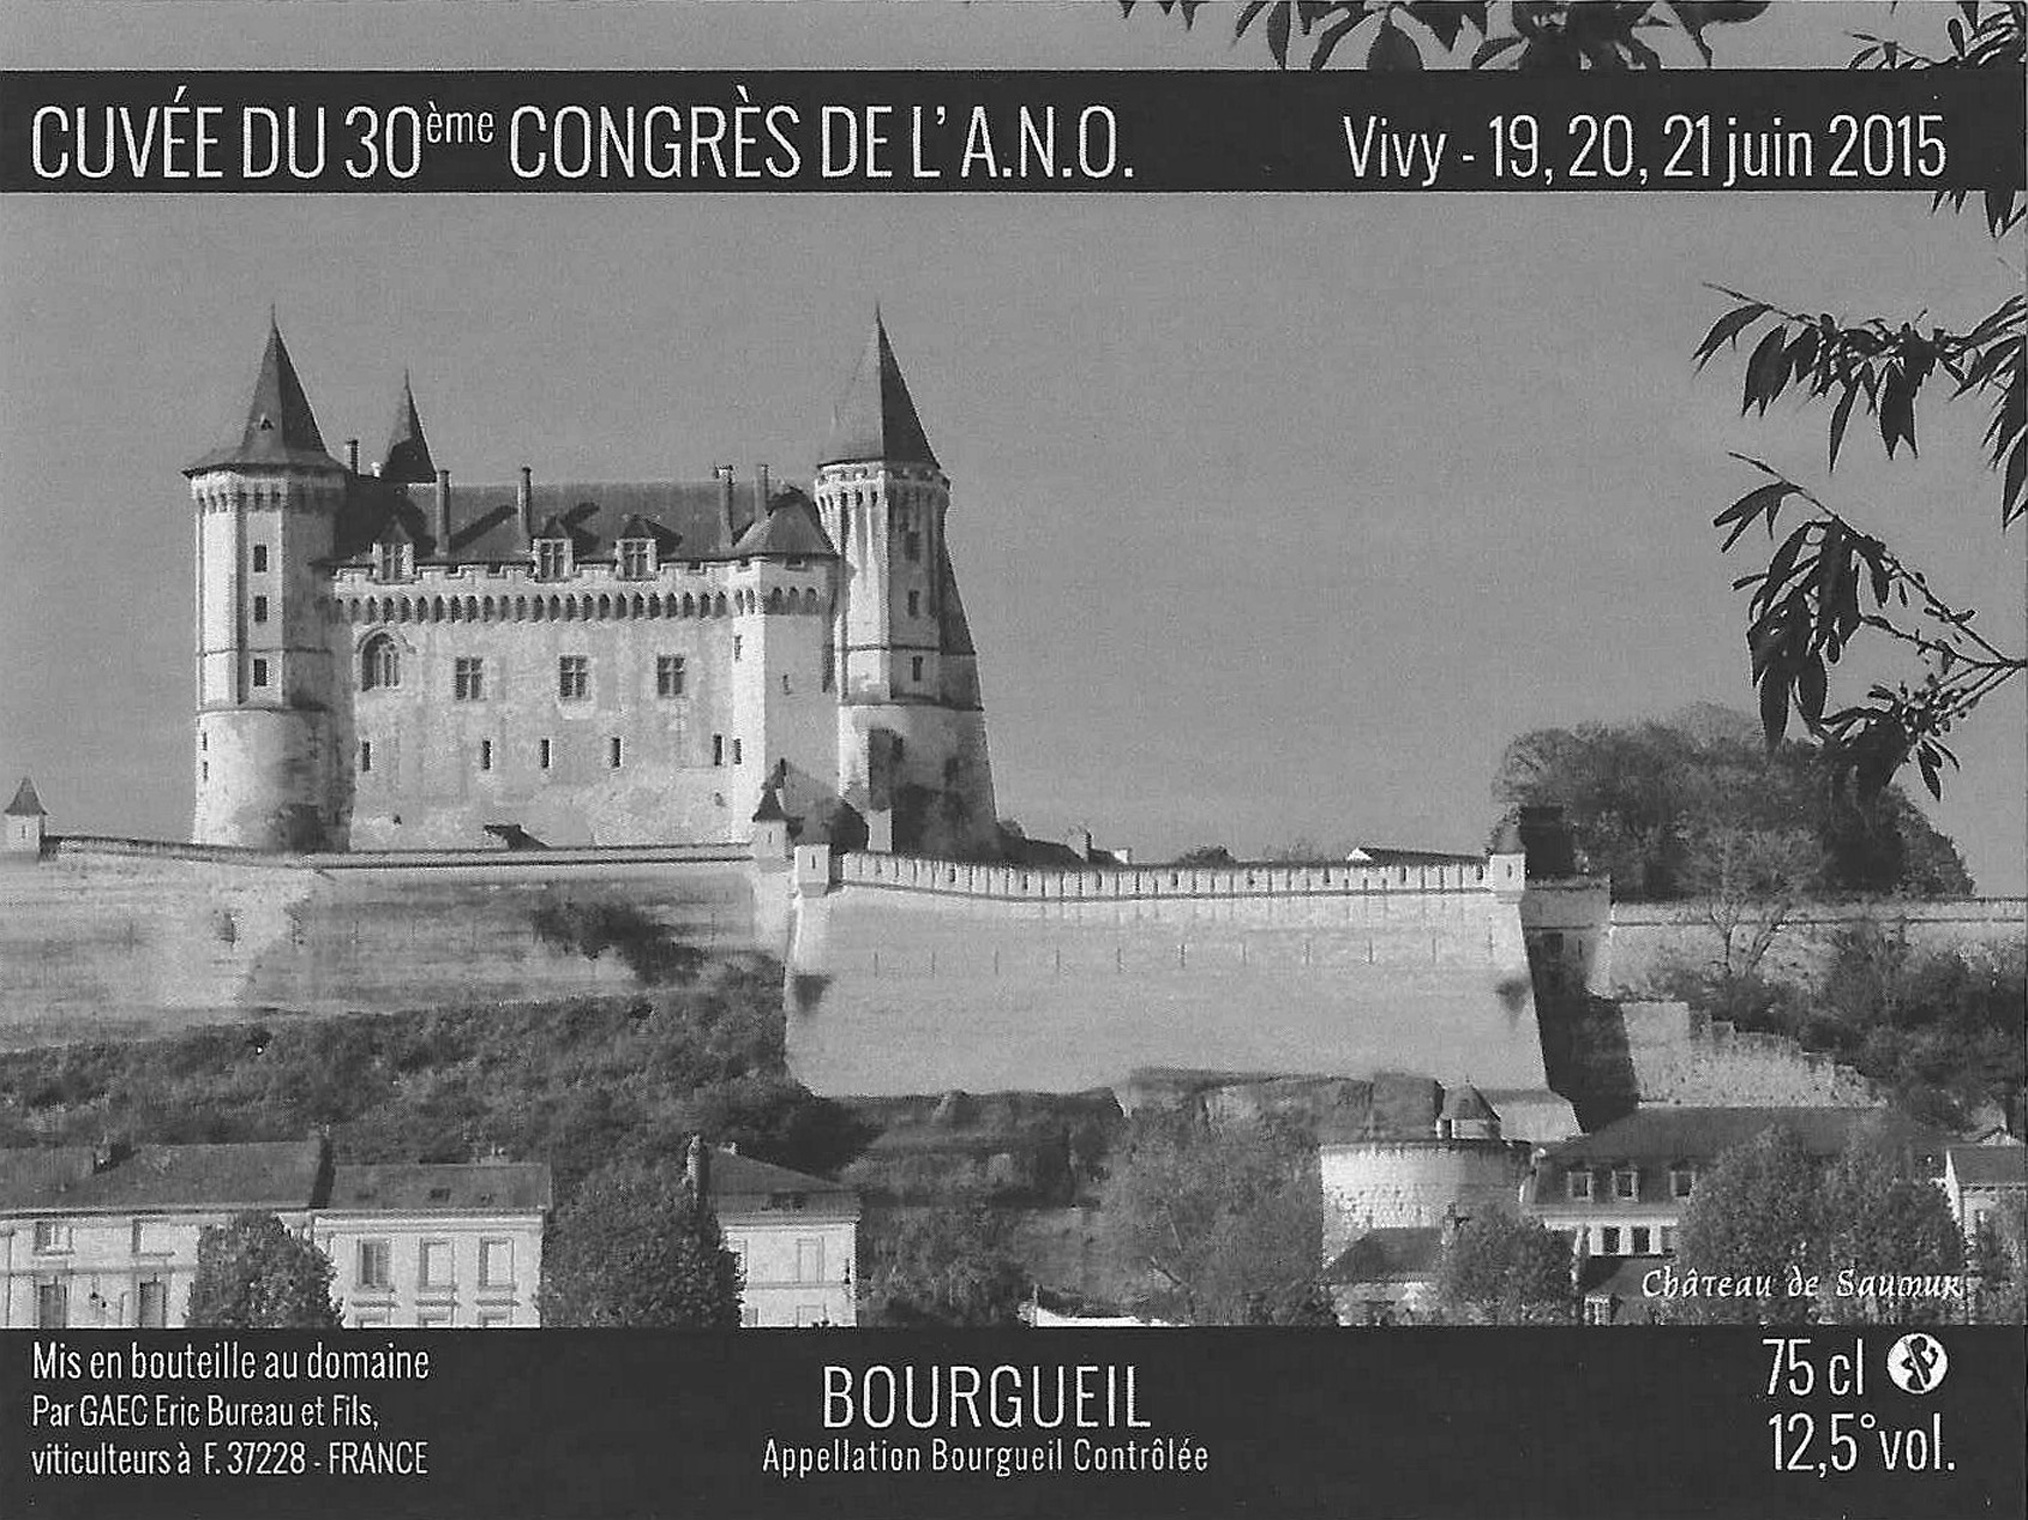 CUVÉE DU 30ème CONGRÈS DE L'A.N.O.
Vivy - 19, 20, 21 juin 2015
Château de Saumur
Mis en bouteille au domaine
Par GAEC Eric Bureau et Fils,
viticulteurs à F. 37228 - FRANCE
BOURGUEIL
Appellation Bourgueil Contrôlée
75 cl
12,5°vol.